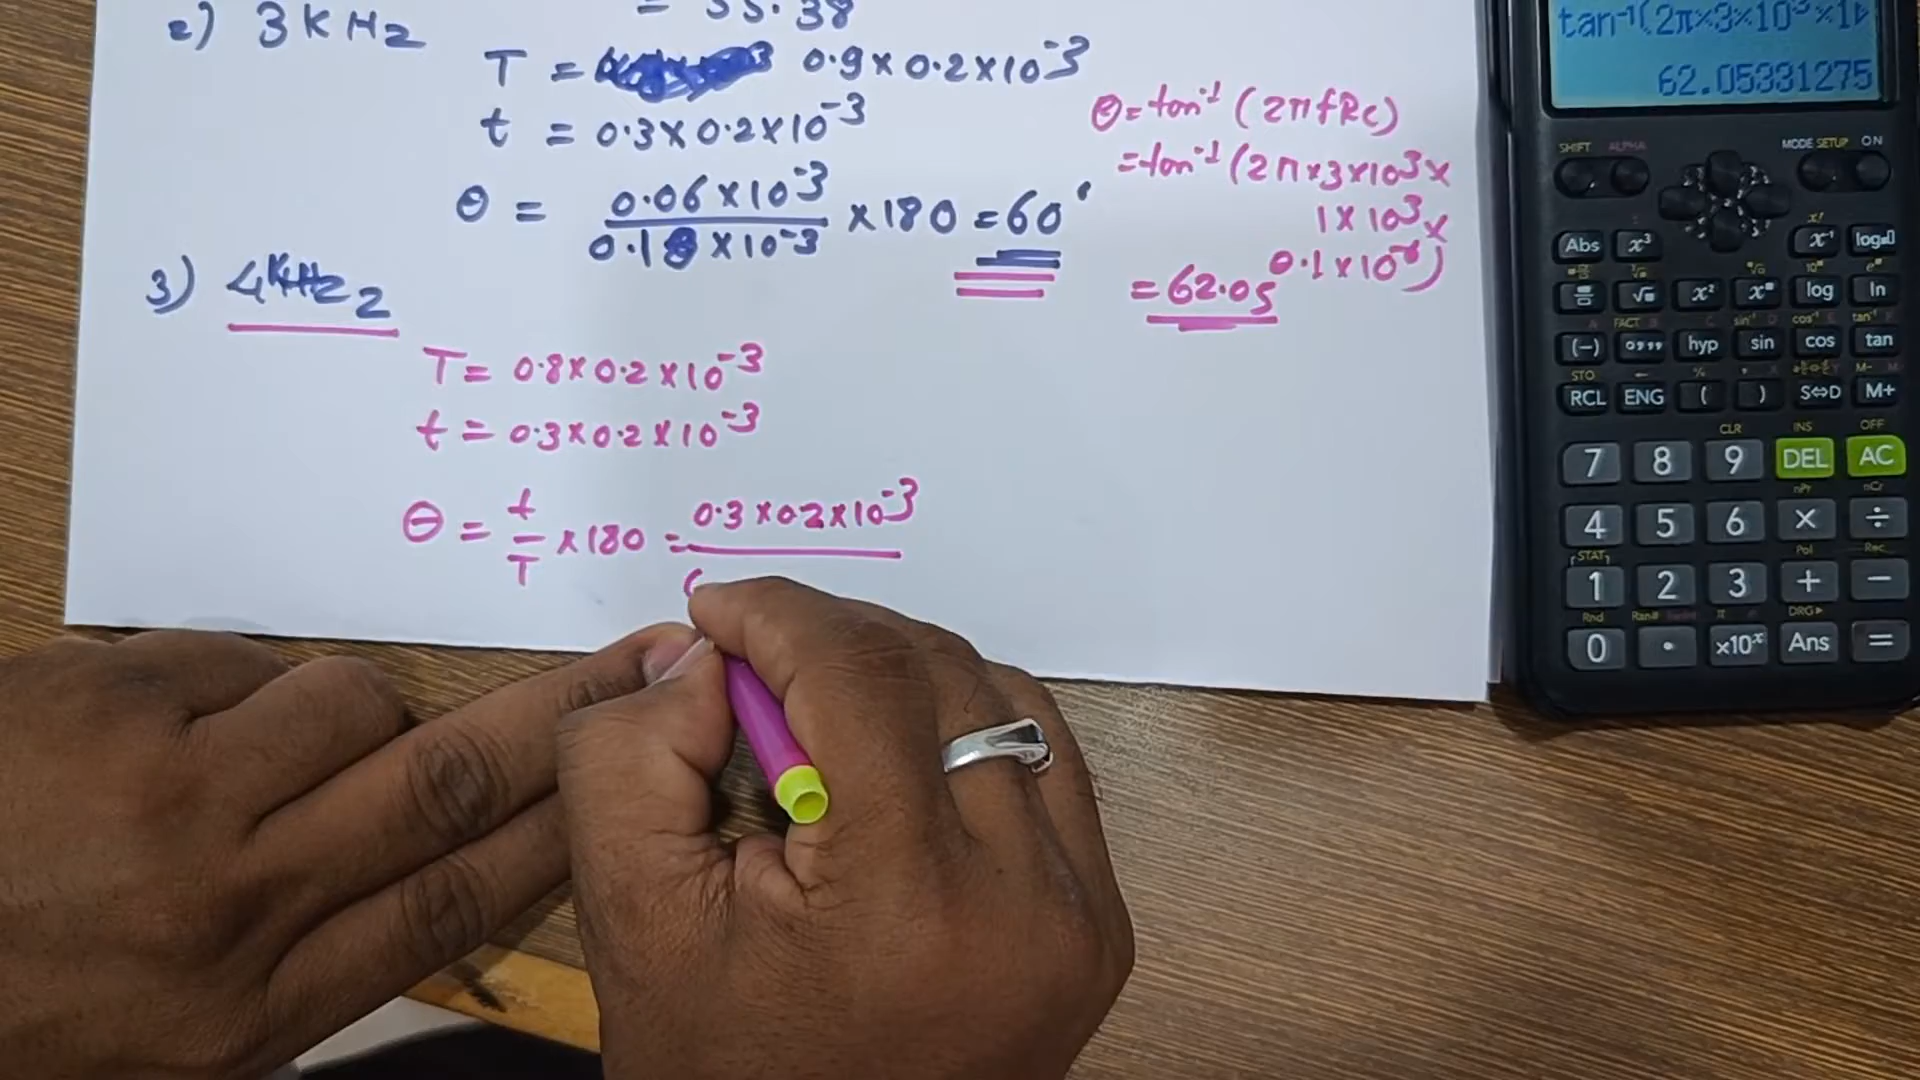 = 55.38
2) 3KHz
T = 0.9 x 0.2 x 10⁻³
t = 0.3 x 0.2 x 10⁻³
θ = 0.06 x 10⁻³ / 0.18 x 10⁻³ x 180 = 60°
θ = tan⁻¹ (2π f R c)
= tan⁻¹ (2π x 3 x 10³ x
1 x 10³ x
0.1 x 10⁻⁶)
= 62.05
3) 4KHz
T = 0.8 x 0.2 x 10⁻³
t = 0.3 x 0.2 x 10⁻³
θ = t / T x 180 = 0.3 x 0.2 x 10⁻³
tan⁻¹(2π×3×10³×1
62.05331275
SHIFT ALPHA MODE SETUP ON
Abs x³ x⁻¹ log
√ x² x■ log ln
(−) °''' hyp sin cos tan
RCL ENG ( ) S⇔D M+
7 8 9 DEL AC
4 5 6 × ÷
1 2 3 + −
0 . ×10ˣ Ans =